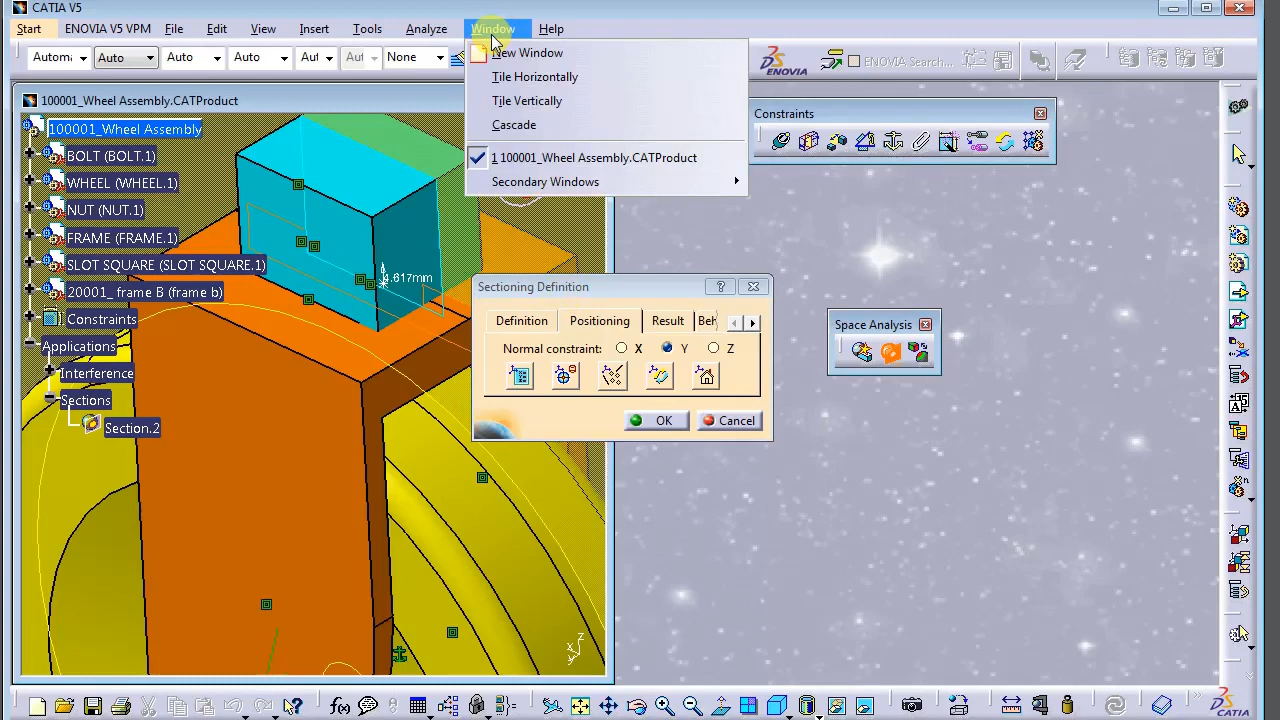 CATIA V5
Start ENOVIA V5 VPM File Edit View Insert Tools Analyze Window Help
Auto Auto Auto Aut None
ENOVIA Search...
DS ENOVIA
New Window
Tile Horizontally
Tile Vertically
Cascade
1 100001_Wheel Assembly.CATProduct
Secondary Windows
100001_Wheel Assembly.CATProduct
100001_Wheel Assembly
BOLT (BOLT.1)
WHEEL (WHEEL.1)
NUT (NUT.1)
FRAME (FRAME.1)
SLOT SQUARE (SLOT SQUARE.1)
20001_ frame B (frame b)
Constraints
Applications
Interference
Sections
Section.2
.617mm
Constraints
Sectioning Definition
Definition Positioning Result
Normal constraint: X Y Z
OK Cancel
Space Analysis
z
x
y
f(x)
DS CATIA